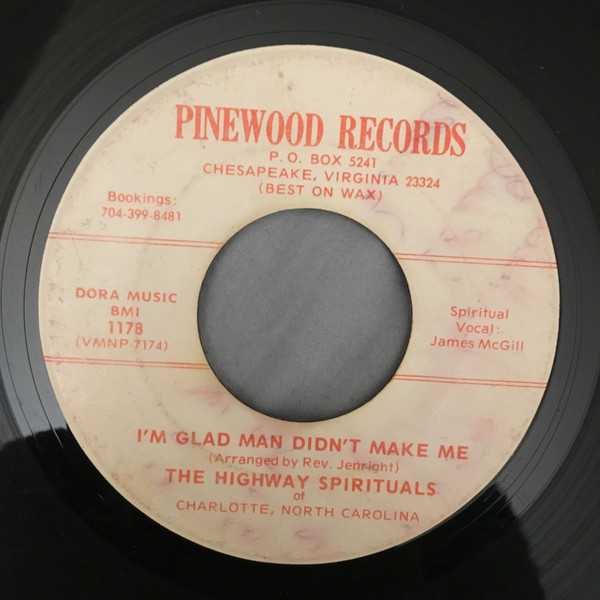 PINEWOOD RECORDS
P.O. BOX 5241
CHESAPEAKE, VIRGINIA 23324
(BEST ON WAX)
Bookings:
704-399-8481
DORA MUSIC
BMI
1178
(VMNP-7174)
Spiritual
Vocal:
James McGill
I'M GLAD MAN DIDN'T MAKE ME
(Arranged by Rev. Jenright)
THE HIGHWAY SPIRITUALS
of
CHARLOTTE, NORTH CAROLINA